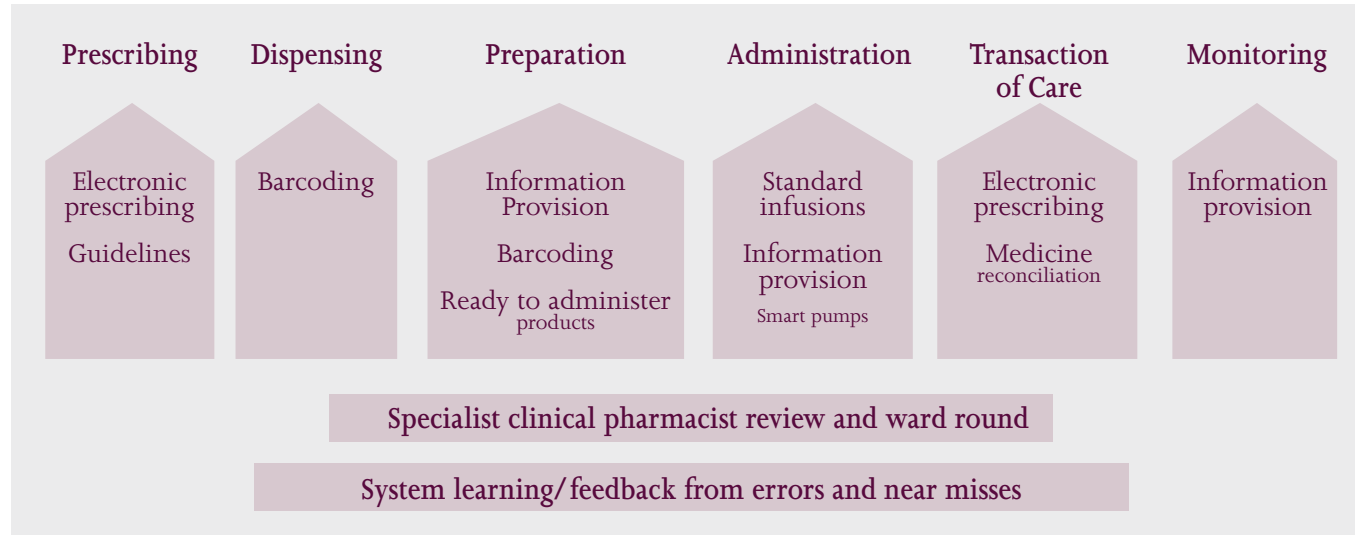 Prescribing
Dispensing
Preparation
Administration
Transaction
of Care
Monitoring
Electronic
prescribing
Guidelines
Barcoding
Information
Provision
Barcoding
Ready to administer
products
Standard
infusions
Information
provision
Smart pumps
Electronic
prescribing
Medicine
reconciliation
Information
provision
Specialist clinical pharmacist review and ward round
System learning/feedback from errors and near misses